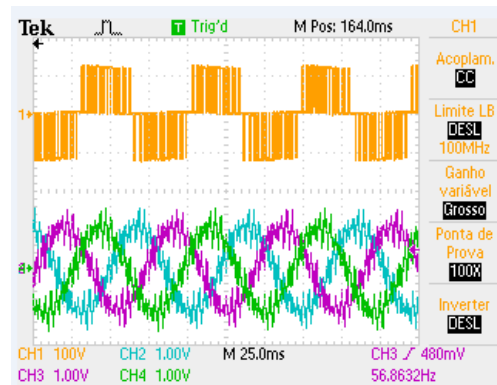 Tek Trig'd M Pos: 164.0ms CH1
Acoplam.
CC
1
Limite LB
DESL
100MHz
Ganho
variável
Grosso
Ponta de
Prova
100X
Inverter
DESL
CH1 100V CH2 1.00V M 25.0ms CH3 480mV
CH3 1.00V CH4 1.00V 56.8632Hz